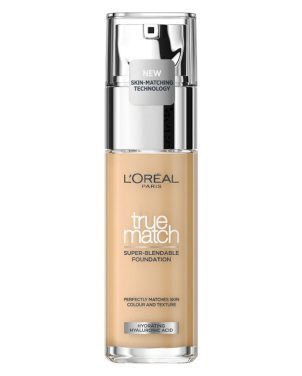 NEW
SKIN-MATCHING
TECHNOLOGY
L'ORÉAL
PARIS
true
match
SUPER-BLENDABLE
FOUNDATION
PERFECTLY MATCHES SKIN
COLOUR AND TEXTURE
HYDRATING
HYALURONIC ACID